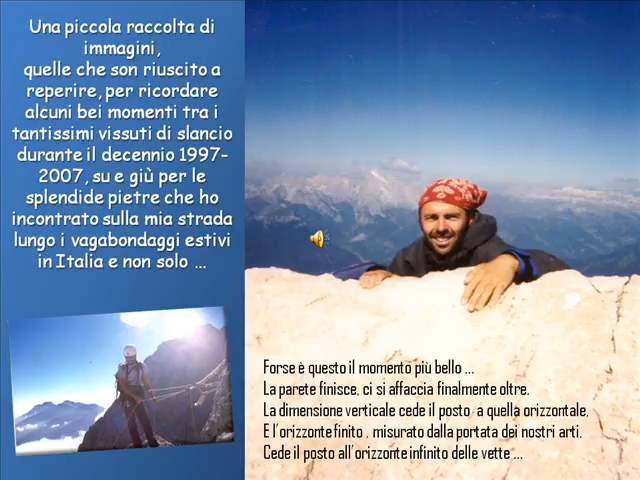 Una piccola raccolta di
immagini,
quelle che son riuscito a
reperire, per ricordare
alcuni bei momenti tra i
tantissimi vissuti di slancio
durante il decennio 1997-
2007, su e giù per le
splendide pietre che ho
incontrato sulla mia strada
lungo i vagabondaggi estivi
in Italia e non solo ...
Forse è questo il momento più bello ...
La parete finisce, ci si affaccia finalmente oltre.
La dimensione verticale cede il posto a quella orizzontale.
E l'orizzonte finito , misurato dalla portata dei nostri arti.
Cede il posto all'orizzonte infinito delle vette ...